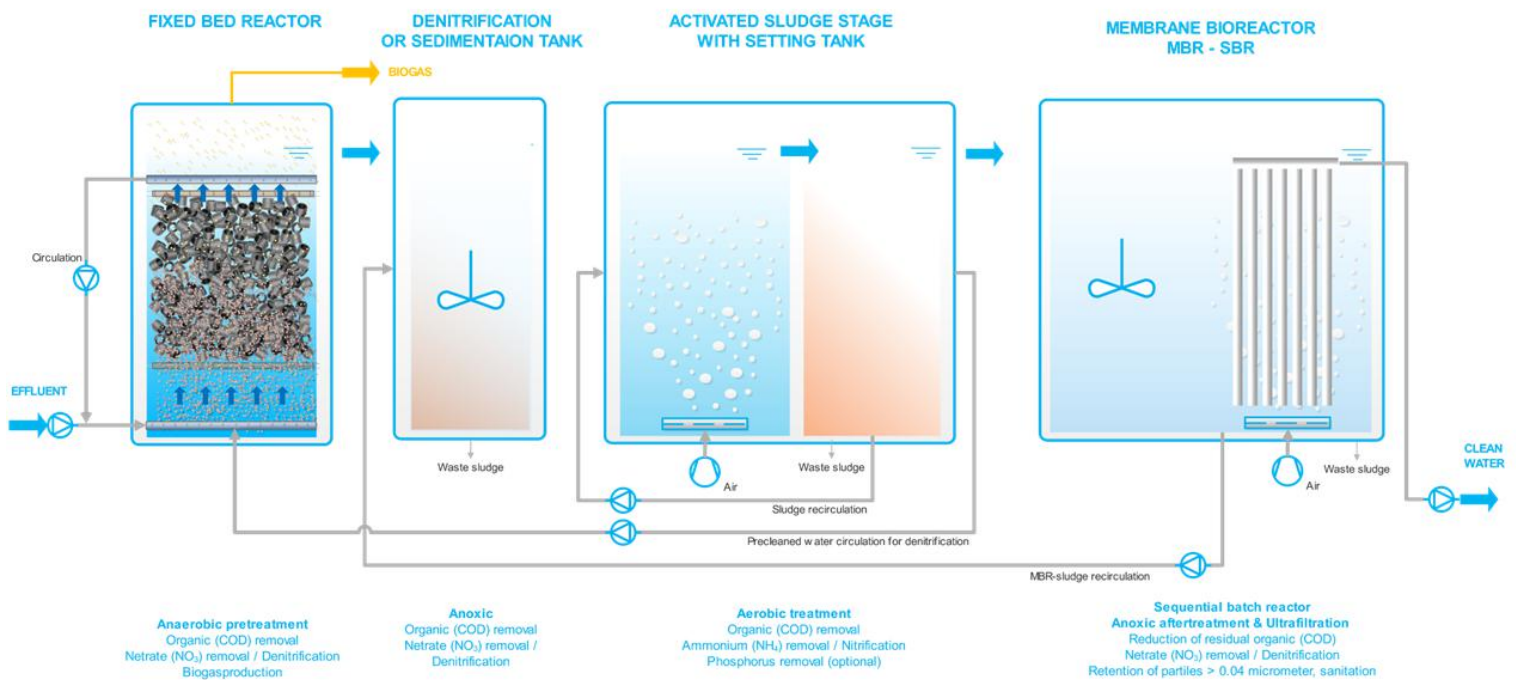 FIXED BED REACTOR
DENITRIFICATION
OR SEDIMENTAION TANK
ACTIVATED SLUDGE STAGE
WITH SETTING TANK
MEMBRANE BIOREACTOR
MBR - SBR
BIOGAS
Circulation
EFFLUENT
Waste sludge
Air
Waste sludge
Sludge recirculation
Precleaned water circulation for denitrification
MBR-sludge recirculation
Air
Waste sludge
CLEAN
WATER
Anaerobic pretreatment
Organic (COD) removal
Netrate (NO₃) removal / Denitrification
Biogasproduction
Anoxic
Organic (COD) removal
Netrate (NO₃) removal /
Denitrification
Aerobic treatment
Organic (COD) removal
Ammonium (NH₄) removal / Nitrification
Phosphorus removal (optional)
Sequential batch reactor
Anoxic aftertreatment & Ultrafiltration
Reduction of residual organic (COD)
Netrate (NO₃) removal / Denitrification
Retention of partiles > 0.04 micrometer, sanitation